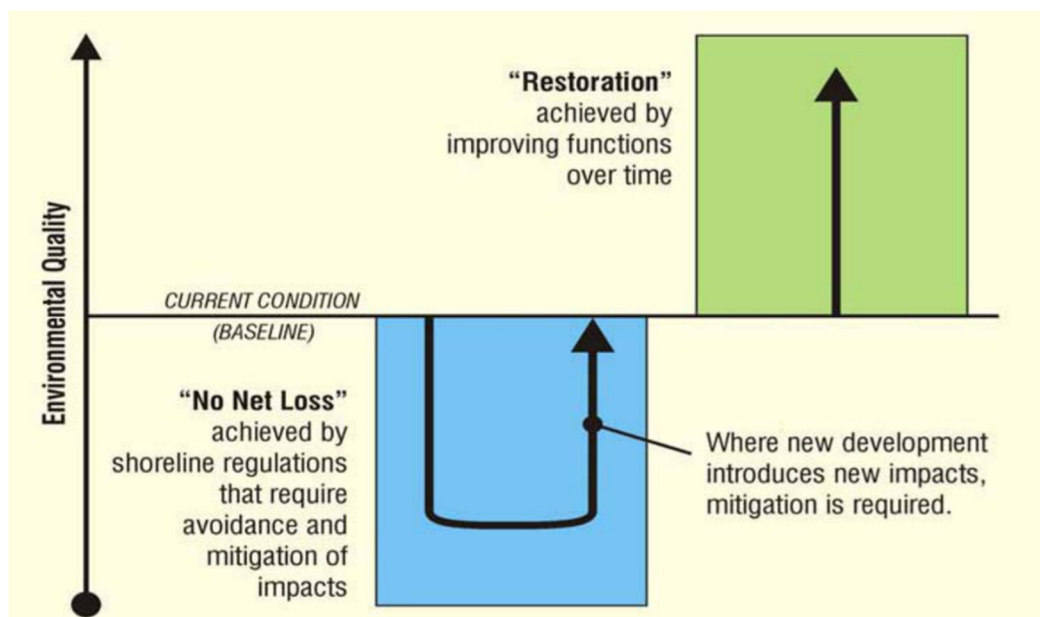 “Restoration”
achieved by
improving functions
over time
Environmental Quality
CURRENT CONDITION
(BASELINE)
“No Net Loss”
achieved by
shoreline regulations
that require
avoidance and
mitigation of
impacts
Where new development
introduces new impacts,
mitigation is required.